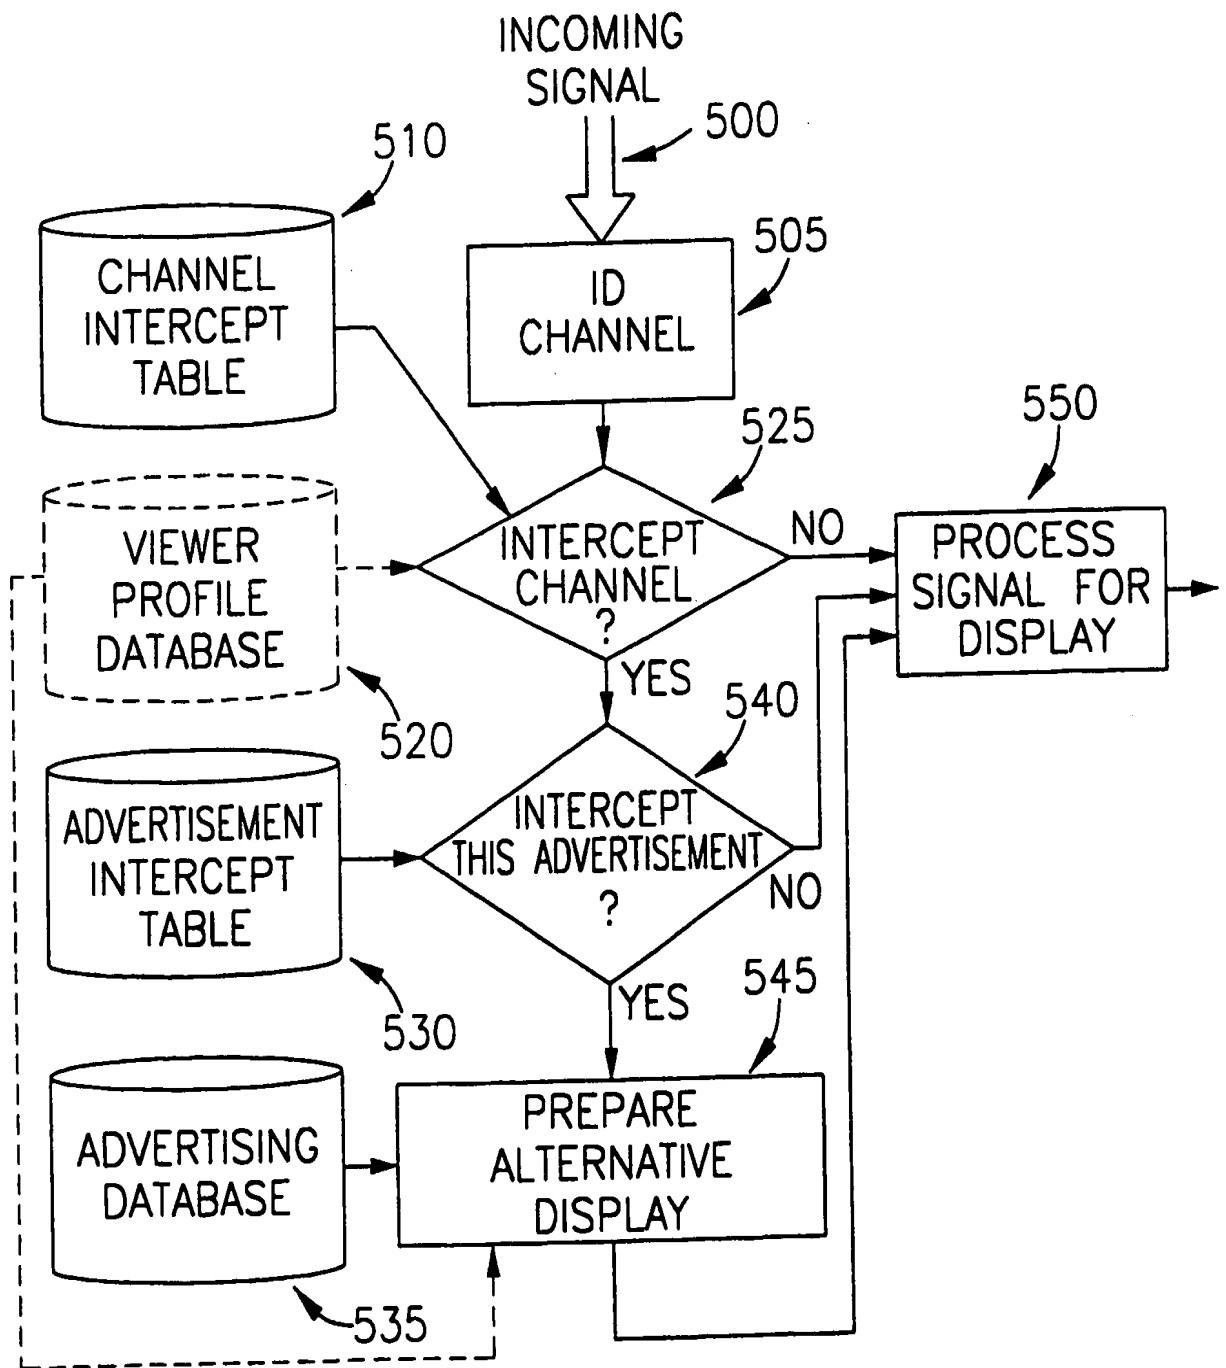 INCOMING
SIGNAL
500
510
CHANNEL
INTERCEPT
TABLE
505
ID
CHANNEL
525
550
INTERCEPT
CHANNEL
?
NO
PROCESS
SIGNAL FOR
DISPLAY
VIEWER
PROFILE
DATABASE
520
YES
540
ADVERTISEMENT
INTERCEPT
TABLE
530
INTERCEPT
THIS ADVERTISEMENT
?
NO
YES
545
ADVERTISING
DATABASE
535
PREPARE
ALTERNATIVE
DISPLAY